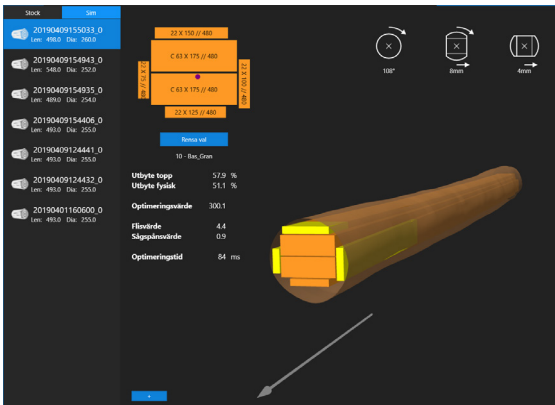 Stock Sim
20190409155033_0
Len: 498.0 Dia: 260.0
20190409154943_0
Len: 548.0 Dia: 252.0
20190409154935_0
Len: 489.0 Dia: 254.0
20190409154406_0
Len: 493.0 Dia: 255.0
20190409124441_0
Len: 493.0 Dia: 255.0
20190409124432_0
Len: 493.0 Dia: 255.0
20190401160600_0
Len: 493.0 Dia: 255.0
22 X 150 // 480
C 63 X 175 // 480
22 X 75 // 480
22 X 100 // 480
C 63 X 175 // 480
22 X 125 // 480
Rensa val
10 - Bas_Gran
Utbyte topp 57.9 %
Utbyte fysisk 51.1 %
Optimeringsvärde 300.1
Flisvärde 4.4
Sågspånsvärde 0.9
Optimeringstid 84 ms
108°
8mm
4mm